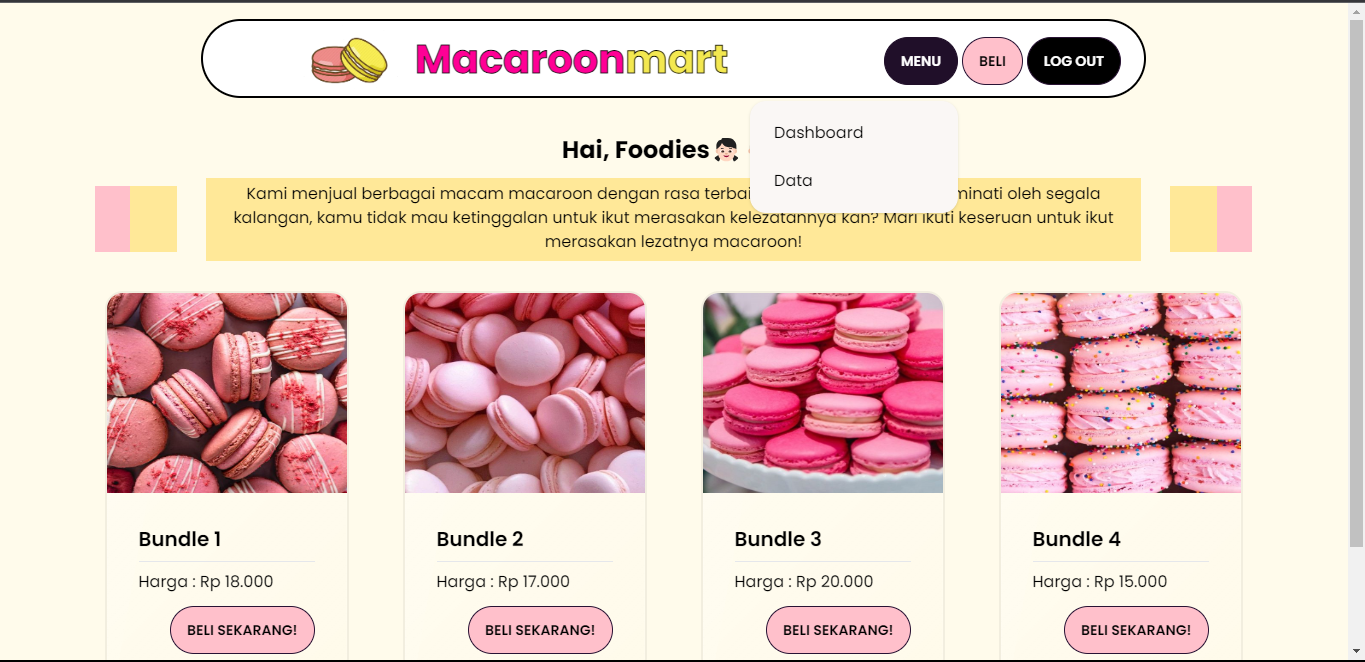 Macaroonmart
MENU
BELI
LOG OUT
Dashboard
Data
Hai, Foodies
Kami menjual berbagai macam macaroon dengan rasa oleh segala
kalangan, kamu tidak mau ketinggalan untuk ikut merasakan kelezatannya kan? Mari ikuti keseruan untuk ikut
merasakan lezatnya macaroon!
Bundle 1
Harga : Rp 18.000
BELI SEKARANG!
Bundle 2
Harga : Rp 17.000
BELI SEKARANG!
Bundle 3
Harga : Rp 20.000
BELI SEKARANG!
Bundle 4
Harga : Rp 15.000
BELI SEKARANG!